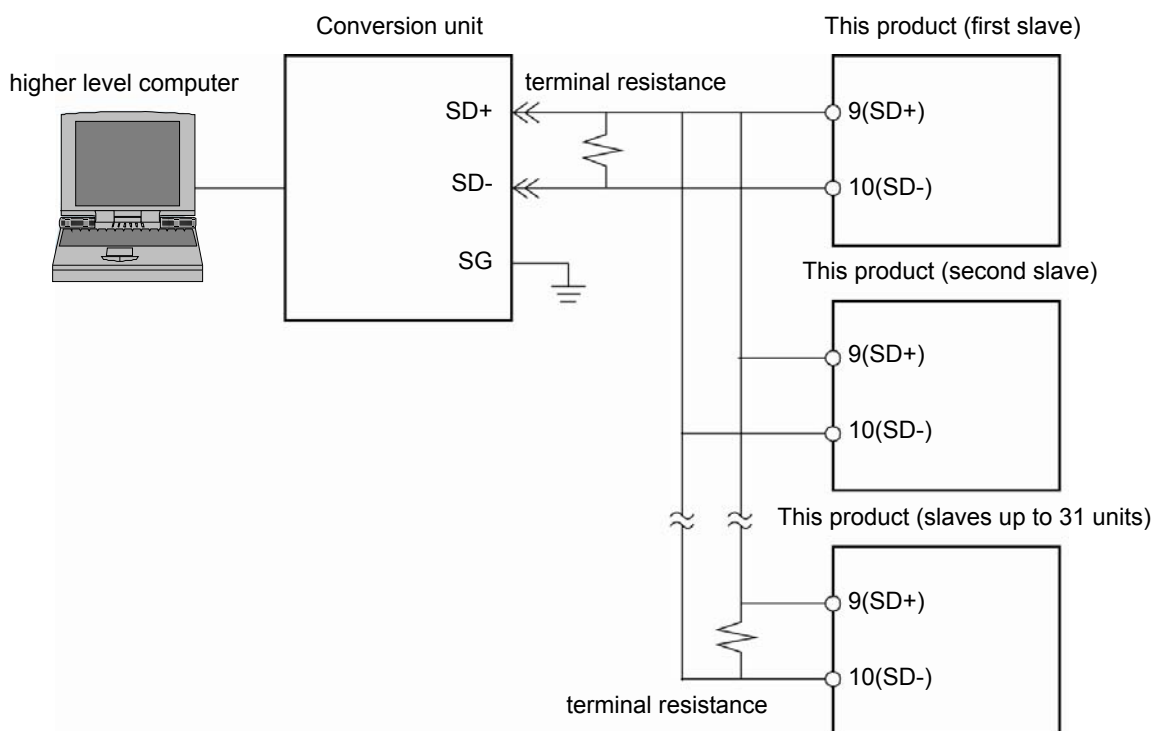 Conversion unit
This product (first slave)
higher level computer
terminal resistance
SD+
9(SD+)
SD-
10(SD-)
SG
This product (second slave)
9(SD+)
10(SD-)
This product (slaves up to 31 units)
9(SD+)
10(SD-)
terminal resistance